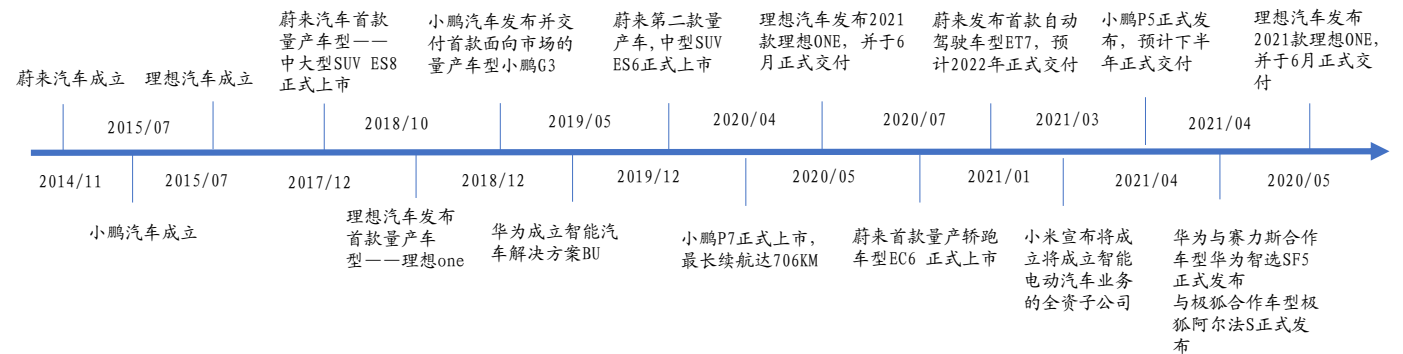 蔚来汽车成立
理想汽车成立
蔚来汽车首款
量产车型——
中大型SUV ES8
正式上市
小鹏汽车发布并交
付首款面向市场的
量产车型小鹏G3
蔚来第二款量
产车,中型SUV
ES6正式上市
理想汽车发布2021
款理想ONE，并于6
月正式交付
蔚来发布首款自动
驾驶车型ET7，预
计2022年正式交付
小鹏P5正式发
布，预计下半
年正式交付
理想汽车发布
2021款理想ONE,
并于6月正式交
付
2015/07
2018/10
2019/05
2020/04
2020/07
2021/03
2021/04
2014/11
2015/07
2017/12
2018/12
2019/12
2020/05
2021/01
2021/04
2020/05
小鹏汽车成立
理想汽车发布
首款量产车
型——理想one
华为成立智能汽
车解决方案BU
小鹏P7正式上市，
最长续航达706KM
蔚来首款量产轿跑
车型EC6 正式上市
小米宣布将成
立将成立智能
电动汽车业务
的全资子公司
华为与赛力斯合作
车型华为智选SF5
正式发布
与极狐合作车型极
狐阿尔法S正式发
布